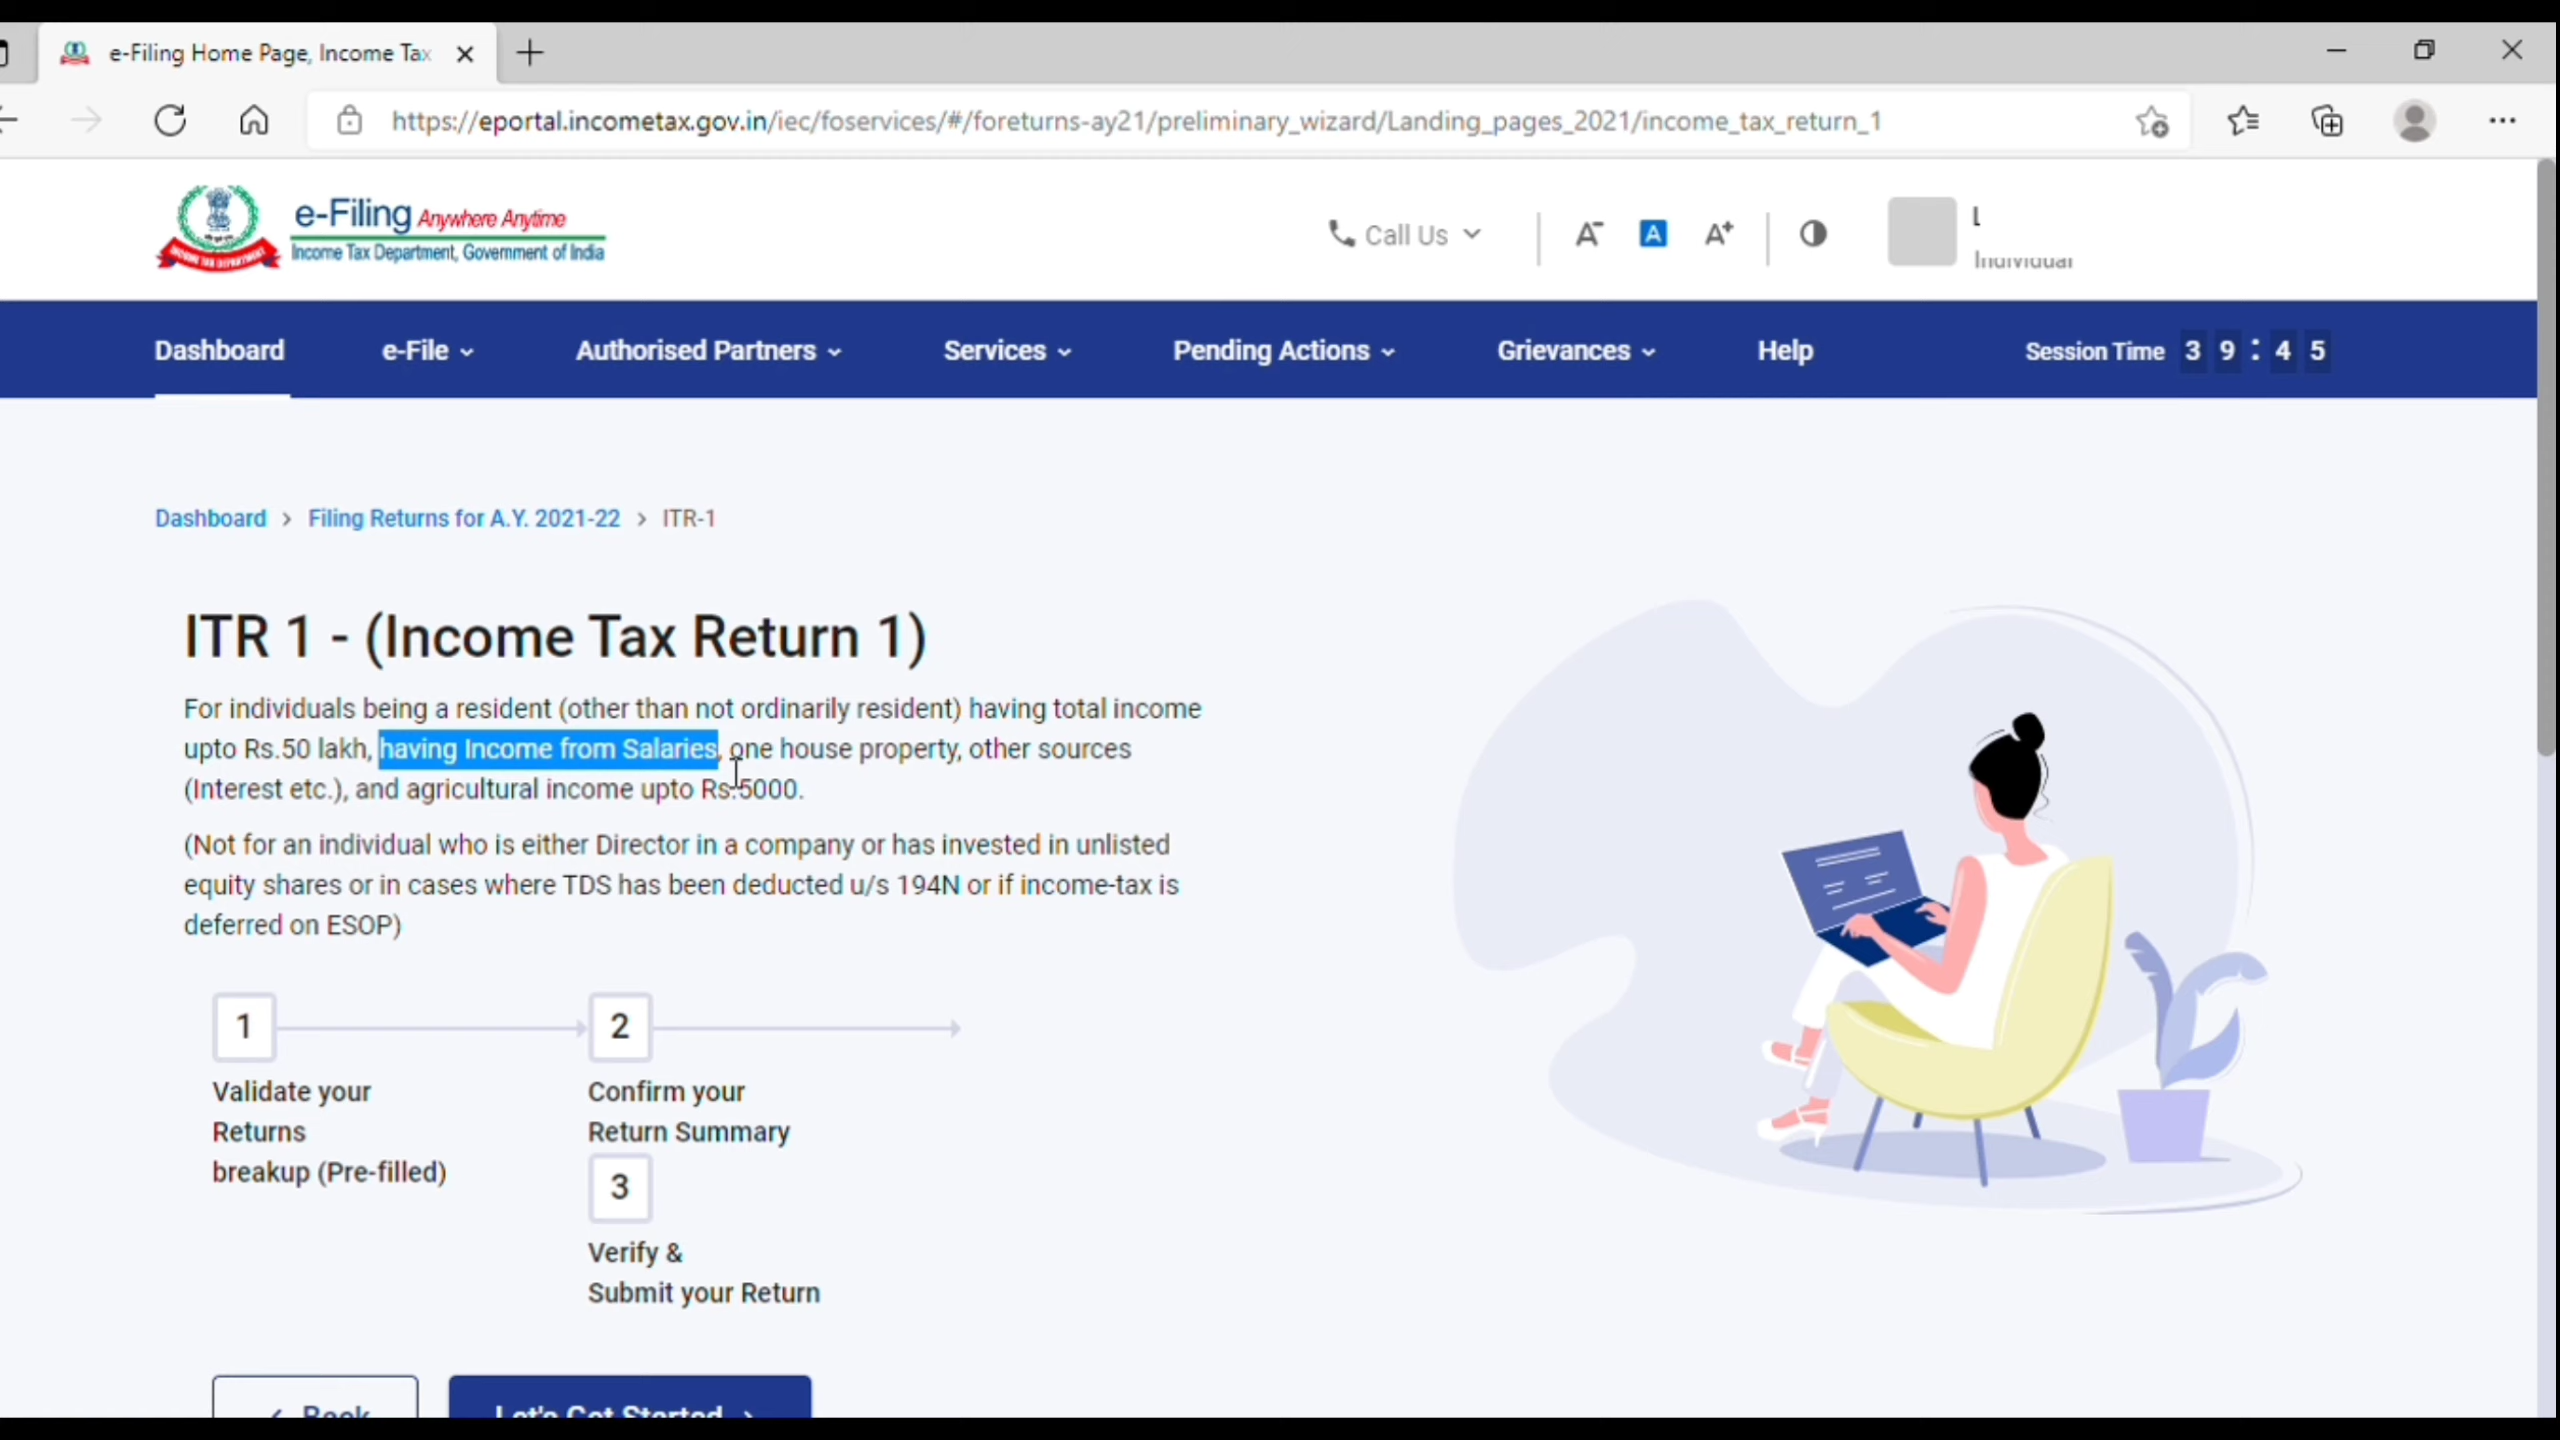 e-Filing Home Page, Income Tax
https://eportal.incometax.gov.in/iec/foservices/#/foreturns-ay21/preliminary_wizard/Landing_pages_2021/income_tax_return_1
e-Filing Anywhere Anytime
Income Tax Department, Government of India
Call Us
A- A A+
L
Individual
Dashboard e-File Authorised Partners Services Pending Actions Grievances Help Session Time 39:45
Dashboard > Filing Returns for A.Y. 2021-22 > ITR-1
ITR 1 - (Income Tax Return 1)
For individuals being a resident (other than not ordinarily resident) having total income
upto Rs.50 lakh, having Income from Salaries, one house property, other sources
(Interest etc.), and agricultural income upto Rs.5000.
(Not for an individual who is either Director in a company or has invested in unlisted
equity shares or in cases where TDS has been deducted u/s 194N or if income-tax is
deferred on ESOP)
1
Validate your
Returns
breakup (Pre-filled)
2
Confirm your
Return Summary
3
Verify &
Submit your Return
< Back
Let's Get Started >